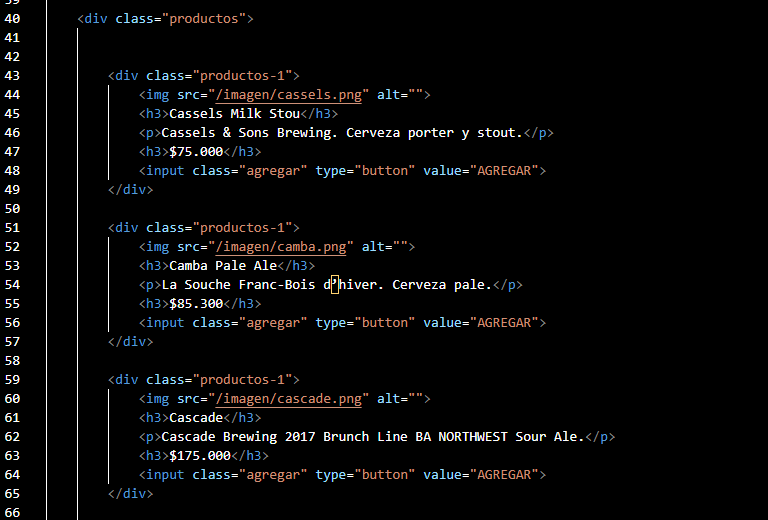 39
40 <div class="productos">
41
42
43 <div class="productos-1">
44 <img src="/imagen/cassels.png" alt="">
45 <h3>Cassels Milk Stou</h3>
46 <p>Cassels & Sons Brewing. Cerveza porter y stout.</p>
47 <h3>$75.000</h3>
48 <input class="agregar" type="button" value="AGREGAR">
49 </div>
50
51 <div class="productos-1">
52 <img src="/imagen/camba.png" alt="">
53 <h3>Camba Pale Ale</h3>
54 <p>La Souche Franc-Bois d’hiver. Cerveza pale.</p>
55 <h3>$85.300</h3>
56 <input class="agregar" type="button" value="AGREGAR">
57 </div>
58
59 <div class="productos-1">
60 <img src="/imagen/cascade.png" alt="">
61 <h3>Cascade</h3>
62 <p>Cascade Brewing 2017 Brunch Line BA NORTHWEST Sour Ale.</p>
63 <h3>$175.000</h3>
64 <input class="agregar" type="button" value="AGREGAR">
65 </div>
66